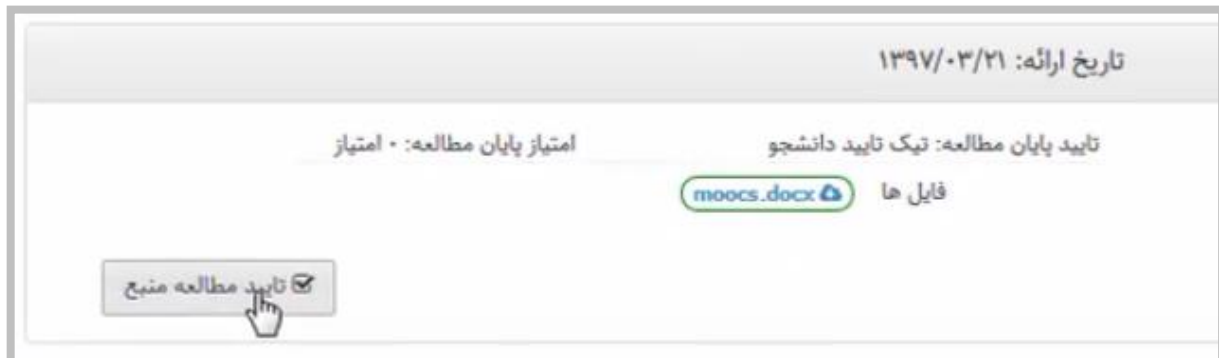 تاریخ ارائه: ۱۳۹۷/۰۳/۲۱
تایید پایان مطالعه: تیک تایید دانشجو امتیاز پایان مطالعه: ۰ امتیاز
فایل ها moocs.docx
تایید مطالعه منبع